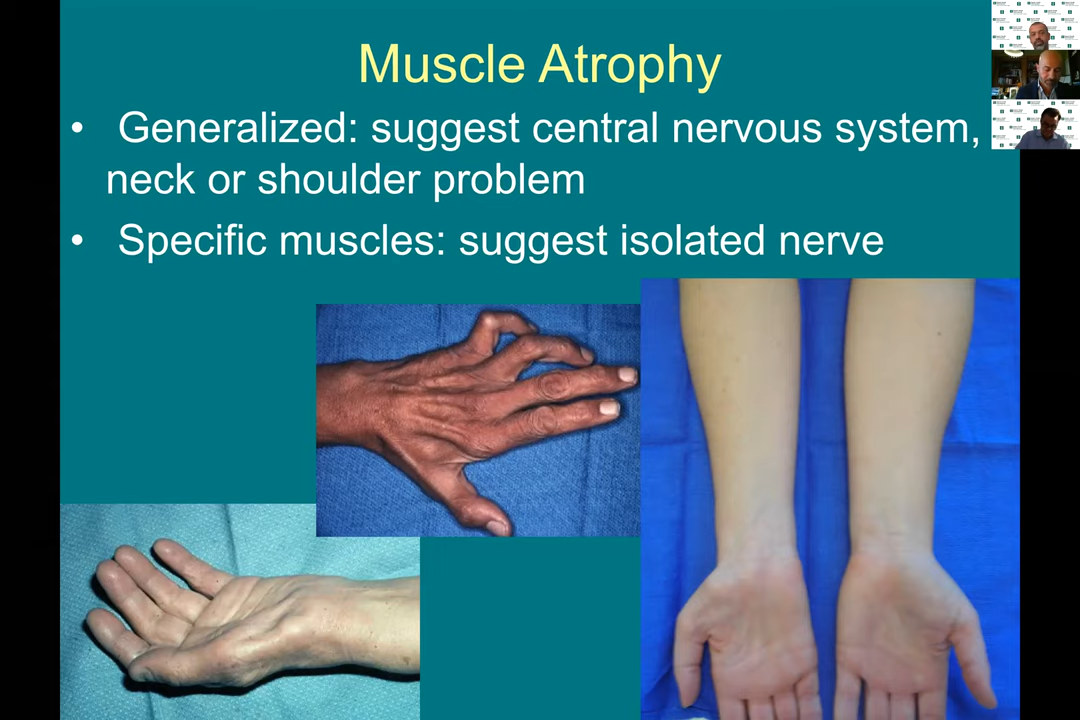 Muscle Atrophy
• Generalized: suggest central nervous system,
neck or shoulder problem
• Specific muscles: suggest isolated nerve